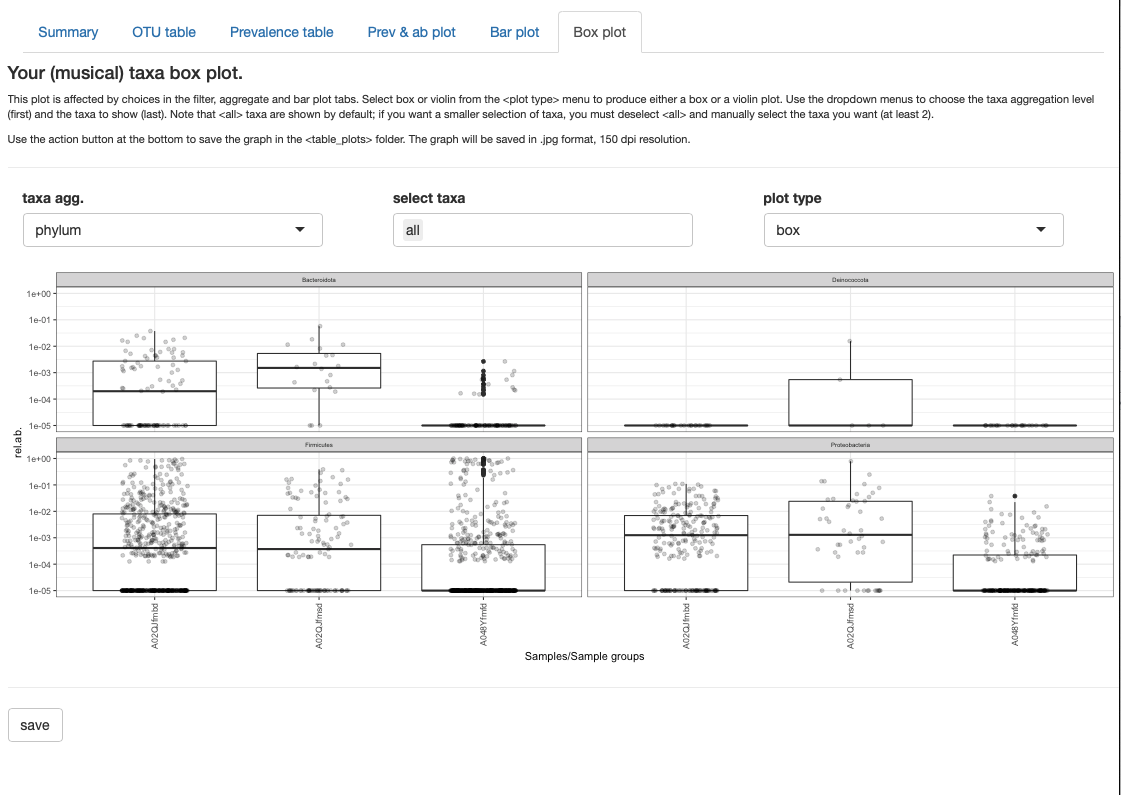 Summary OTU table Prevalence table Prev & ab plot Bar plot Box plot
Your (musical) taxa box plot.
This plot is affected by choices in the filter, aggregate and bar plot tabs. Select box or violin from the <plot type> menu to produce either a box or a violin plot. Use the dropdown menus to choose the taxa aggregation level
(first) and the taxa to show (last). Note that <all> taxa are shown by default; if you want a smaller selection of taxa, you must deselect <all> and manually select the taxa you want (at least 2).
Use the action button at the bottom to save the graph in the <table_plots> folder. The graph will be saved in .jpg format, 150 dpi resolution.
taxa agg. select taxa plot type
phylum all box
Bacteroidota Deinococcota
1e+00
1e-01
1e-02
1e-03
1e-04
1e-05
rel.ab.
Firmicutes Proteobacteria
1e+00
1e-01
1e-02
1e-03
1e-04
1e-05
A02QJfmbd A02QJfmsd A048Yfmfd A02QJfmbd A02QJfmsd A048Yfmfd
Samples/Sample groups
save